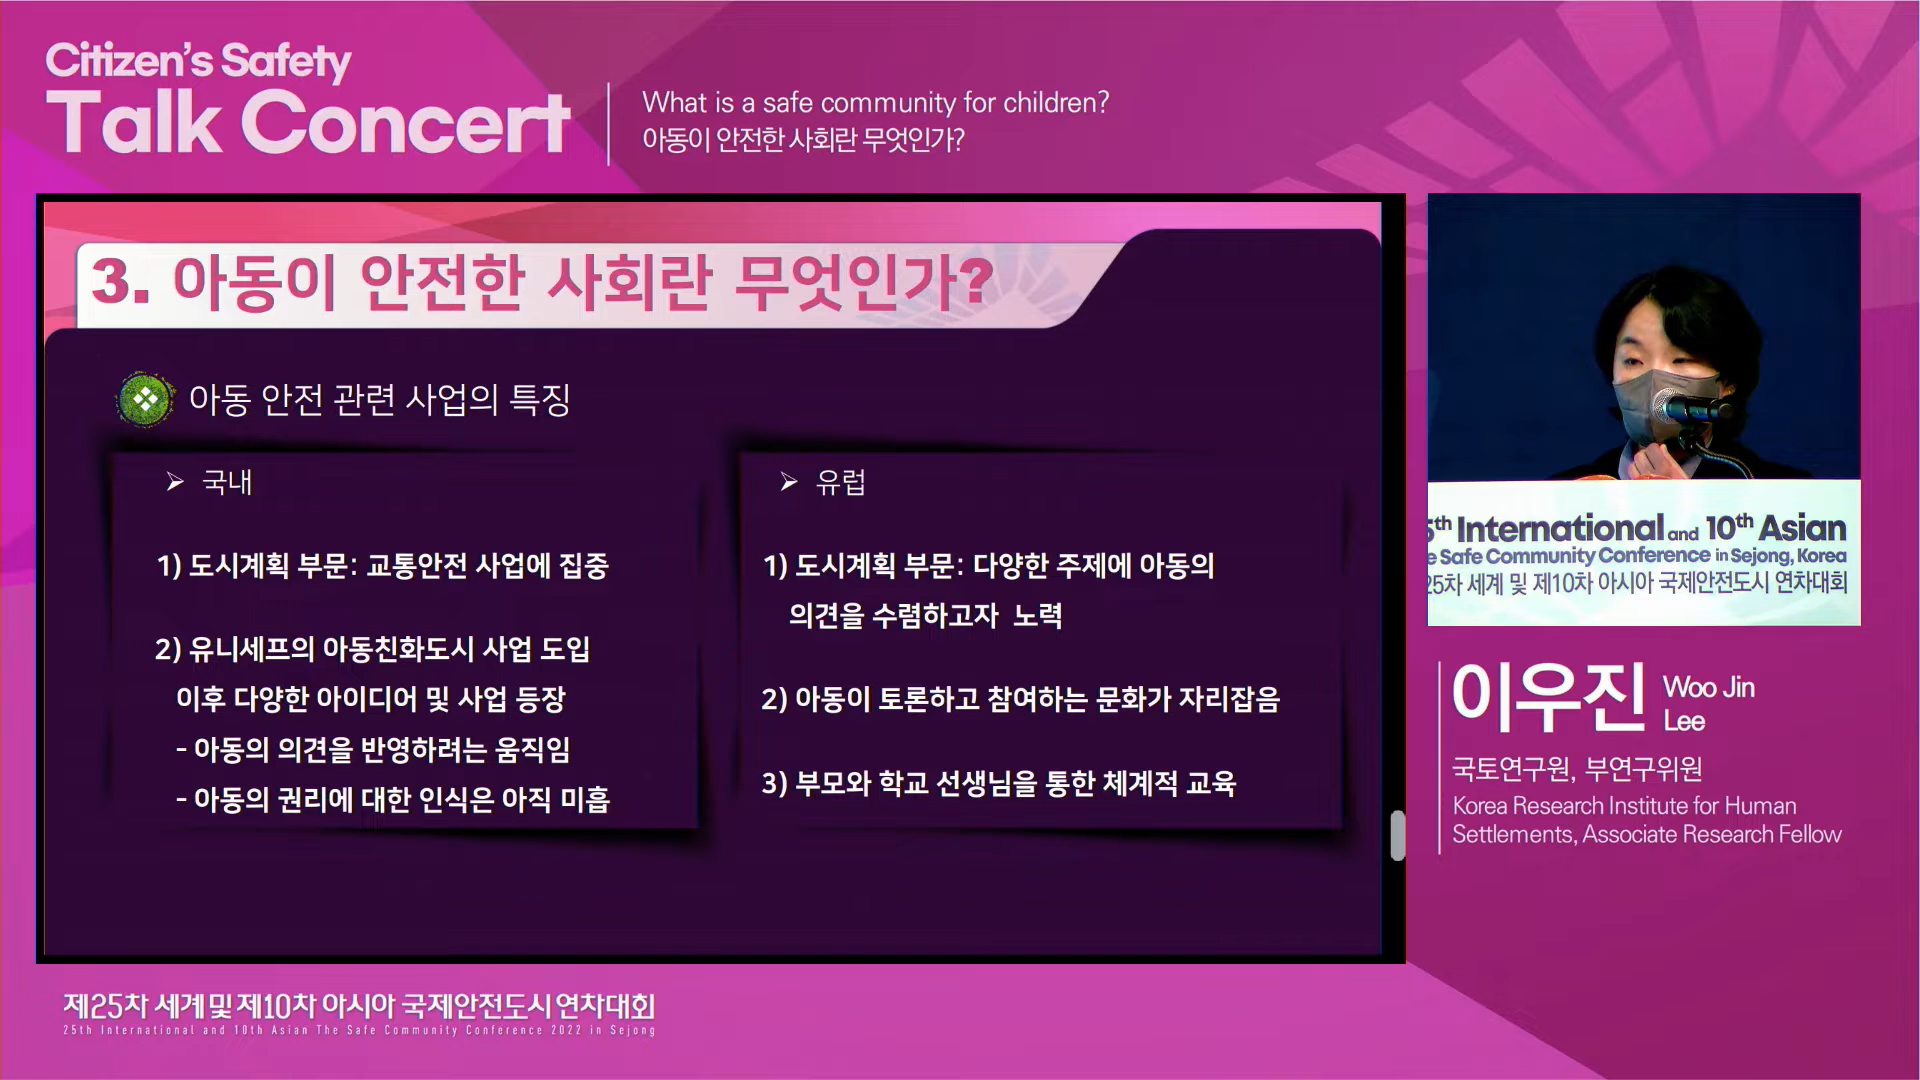 Citizen's Safety
Talk Concert
What is a safe community for children?
아동이 안전한 사회란 무엇인가?
3. 아동이 안전한 사회란 무엇인가?
아동 안전 관련 사업의 특징
➢ 국내
1) 도시계획 부문: 교통안전 사업에 집중
2) 유니세프의 아동친화도시 사업 도입
이후 다양한 아이디어 및 사업 등장
- 아동의 의견을 반영하려는 움직임
- 아동의 권리에 대한 인식은 아직 미흡
➢ 유럽
1) 도시계획 부문: 다양한 주제에 아동의
의견을 수렴하고자 노력
2) 아동이 토론하고 참여하는 문화가 자리잡음
3) 부모와 학교 선생님을 통한 체계적 교육
5th International and 10th Asian
e Safe Community Conference in Sejong, Korea
25차 세계 및 제10차 아시아 국제안전도시 연차대회
이우진 Woo Jin
Lee
국토연구원, 부연구위원
Korea Research Institute for Human
Settlements, Associate Research Fellow
제25차 세계 및 제10차 아시아 국제안전도시 연차대회
25th International and 10th Asian The Safe Community Conference 2022 in Sejong